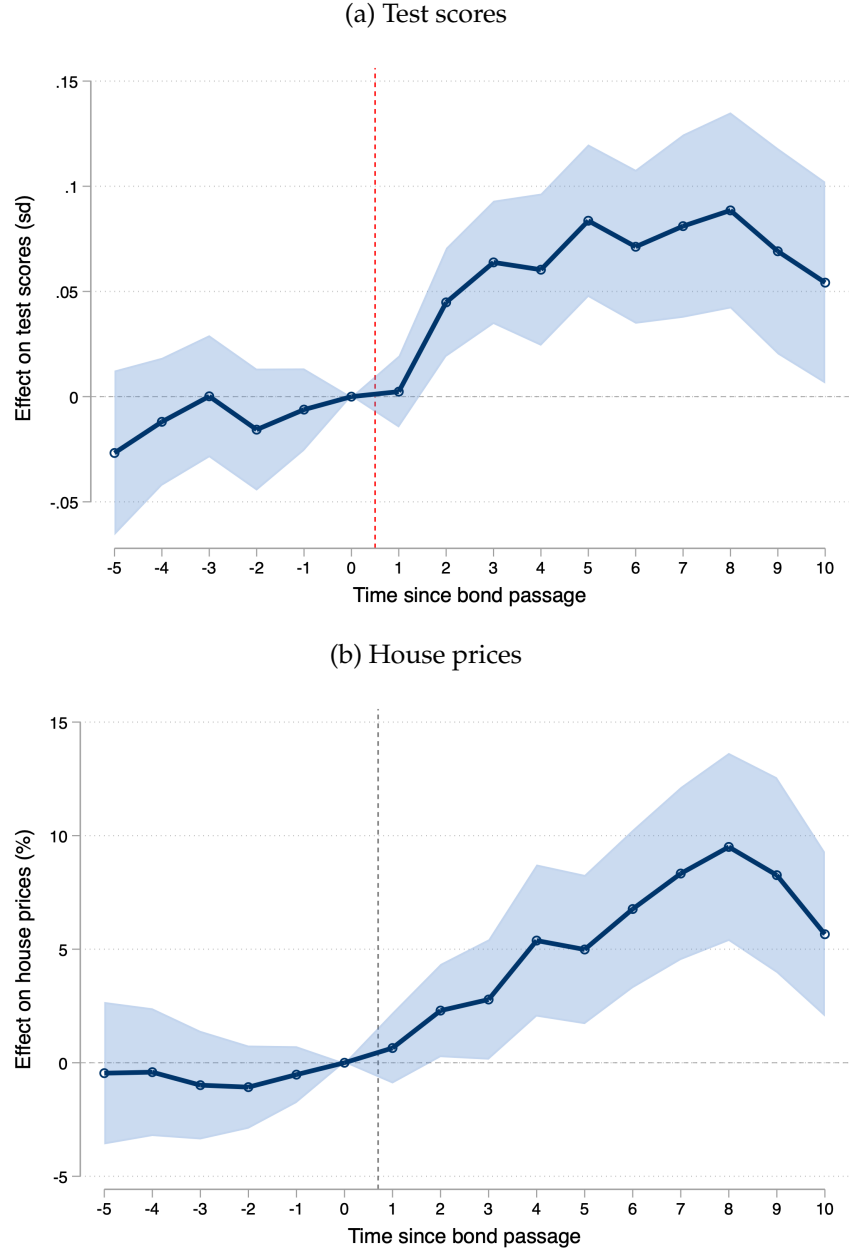 (a) Test scores
.15
.1
.05
0
-.05
Effect on test scores (sd)
-5 -4 -3 -2 -1 0 1 2 3 4 5 6 7 8 9 10
Time since bond passage
(b) House prices
15
10
5
0
-5
Effect on house prices (%)
-5 -4 -3 -2 -1 0 1 2 3 4 5 6 7 8 9 10
Time since bond passage